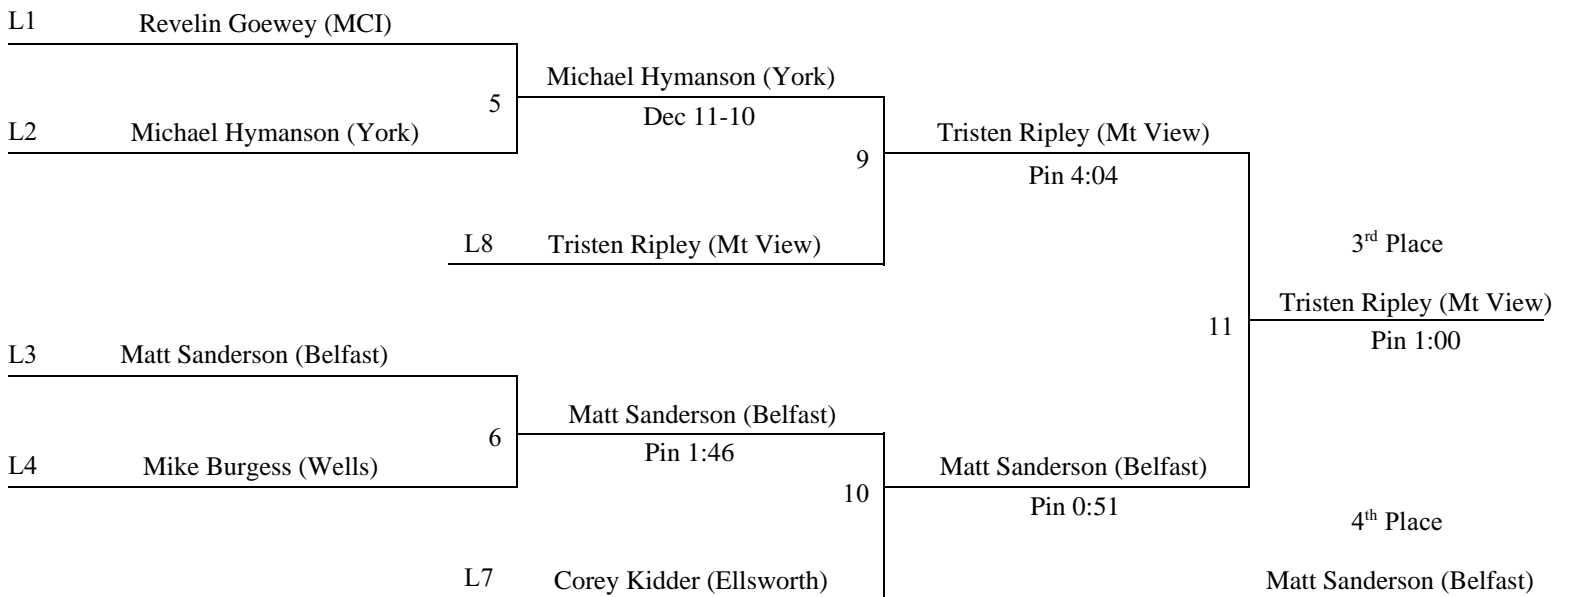 L1 Revelin Goewey (MCI)
Michael Hymanson (York)
5
Dec 11-10
L2 Michael Hymanson (York)
Tristen Ripley (Mt View)
9
Pin 4:04
L8 Tristen Ripley (Mt View)
3rd Place
Tristen Ripley (Mt View)
11
Pin 1:00
L3 Matt Sanderson (Belfast)
Matt Sanderson (Belfast)
6
Pin 1:46
L4 Mike Burgess (Wells)
Matt Sanderson (Belfast)
10
Pin 0:51
4th Place
L7 Corey Kidder (Ellsworth)
Matt Sanderson (Belfast)